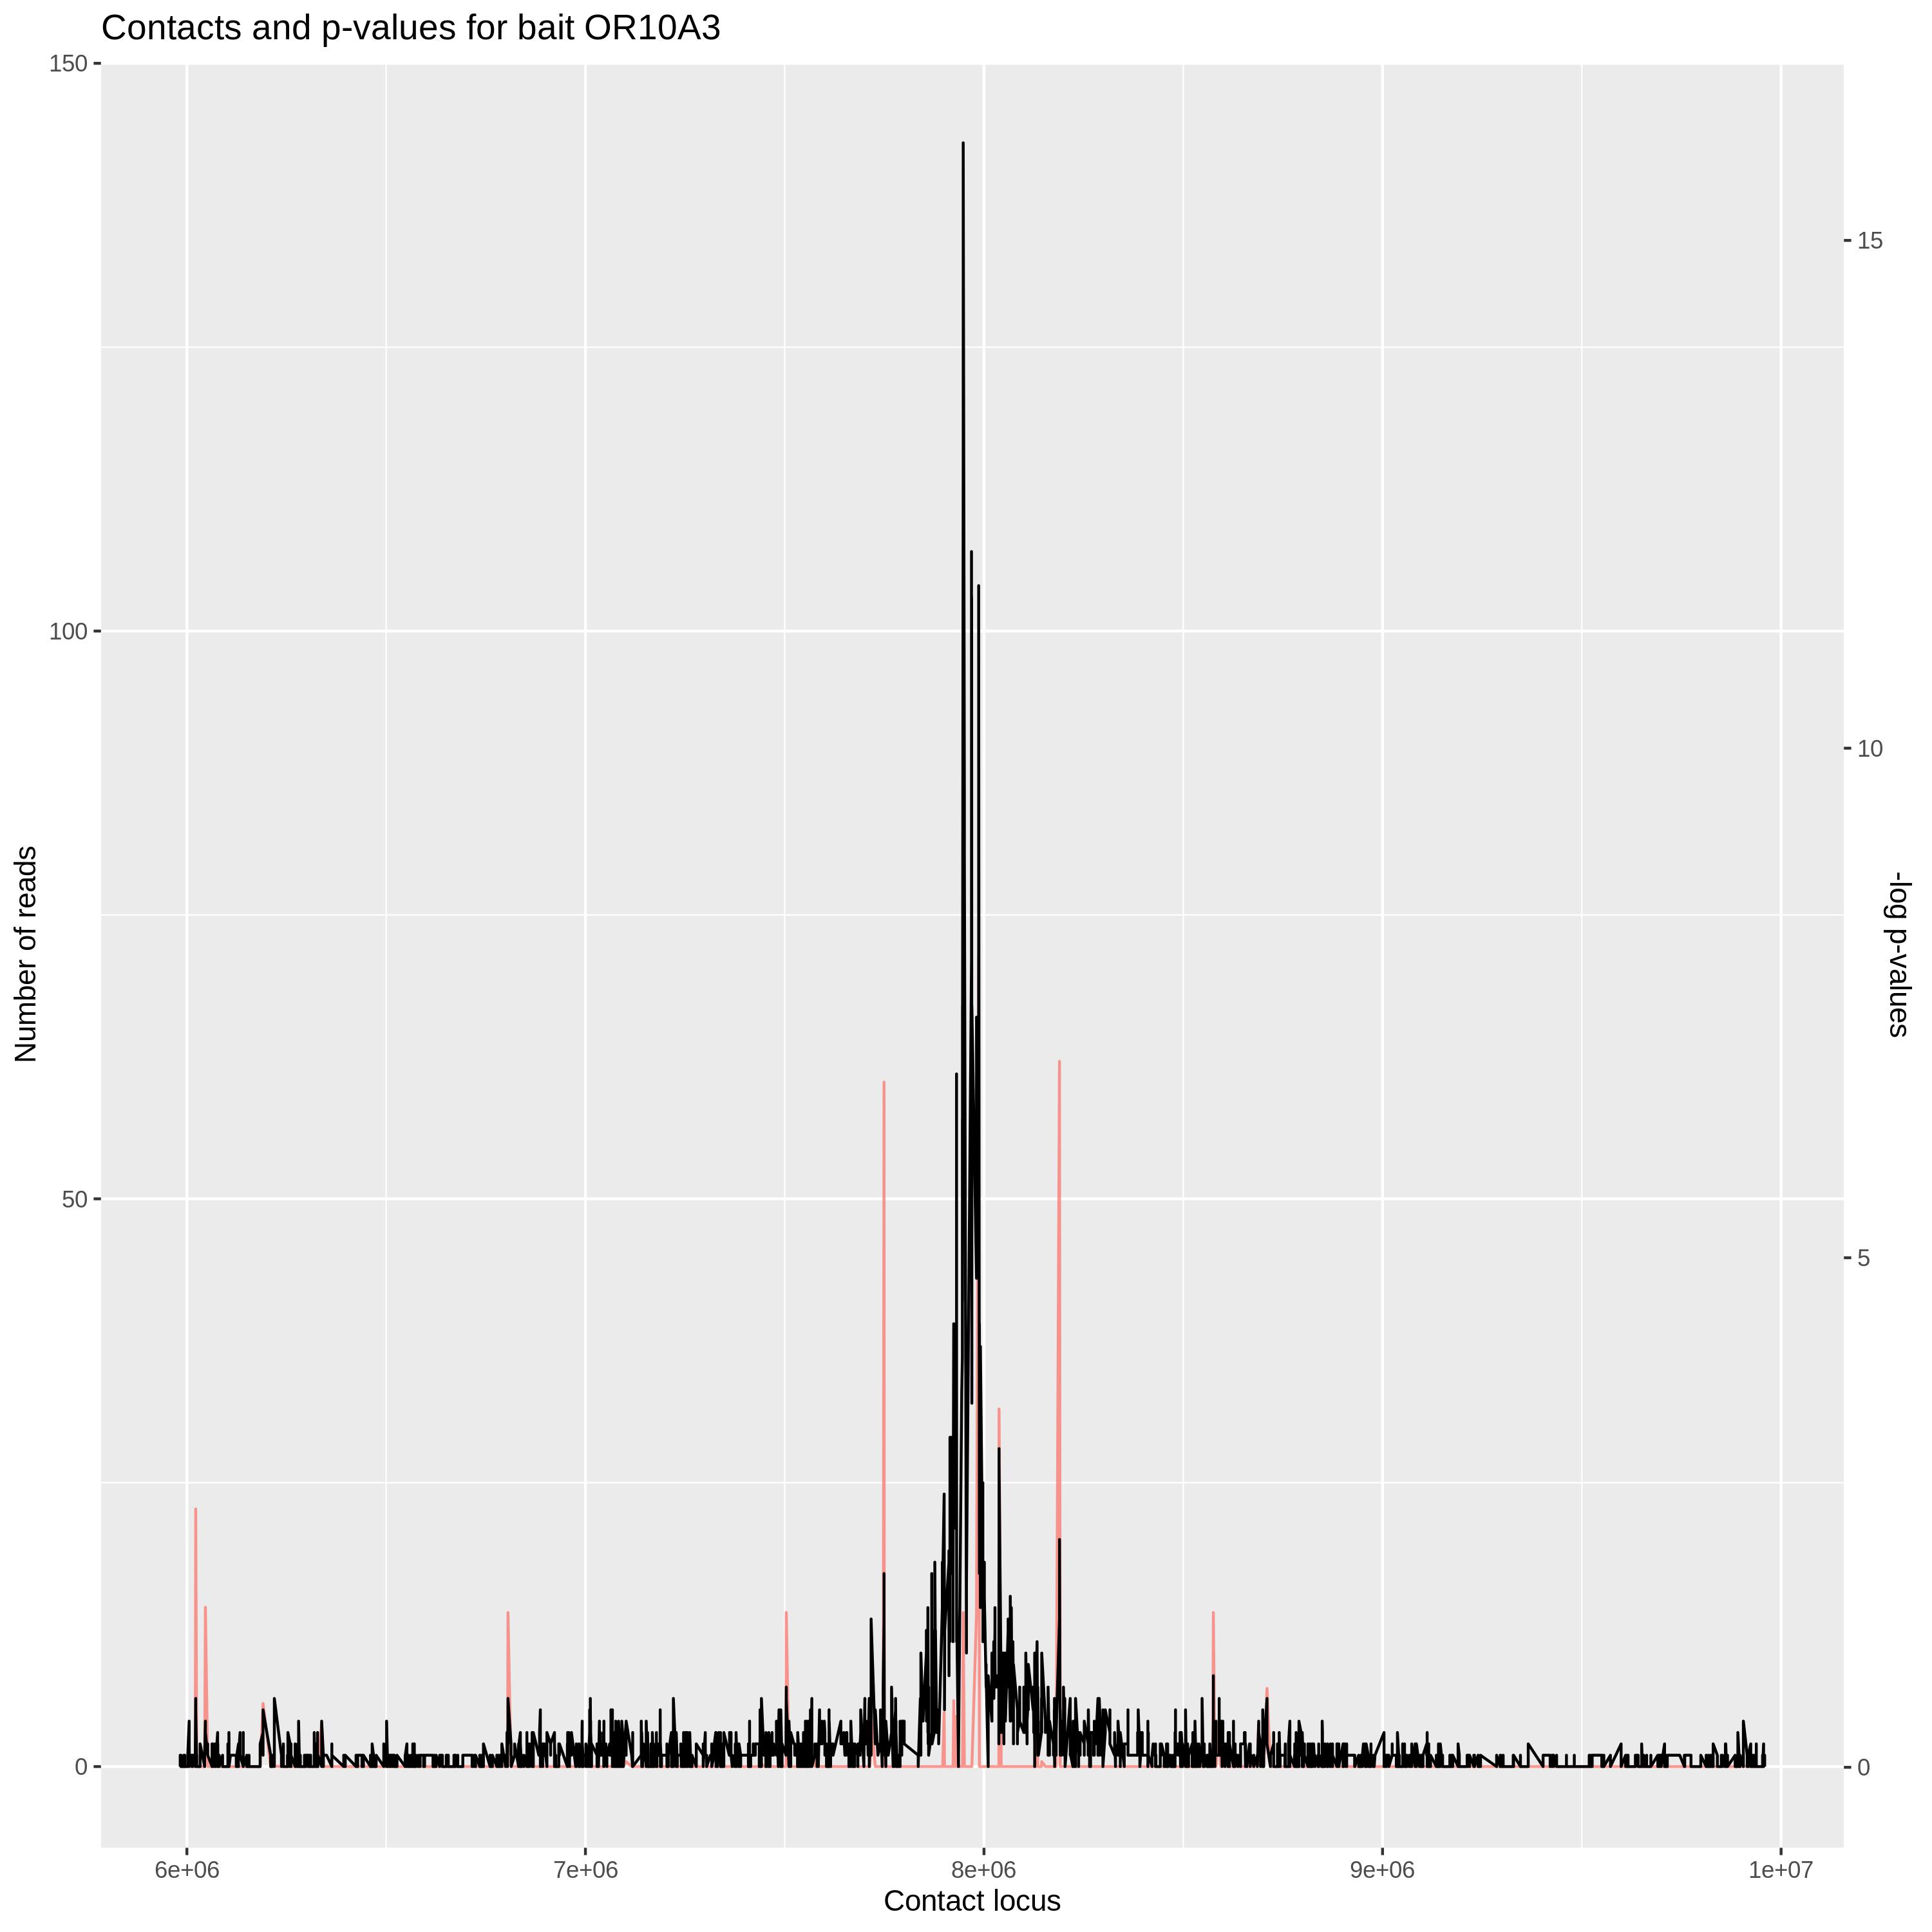 Contacts and p-values for bait OR10A3
150
100
50
0
Number of reads
15
10
5
0
-log p-values
6e+06 7e+06 8e+06 9e+06 1e+07
Contact locus